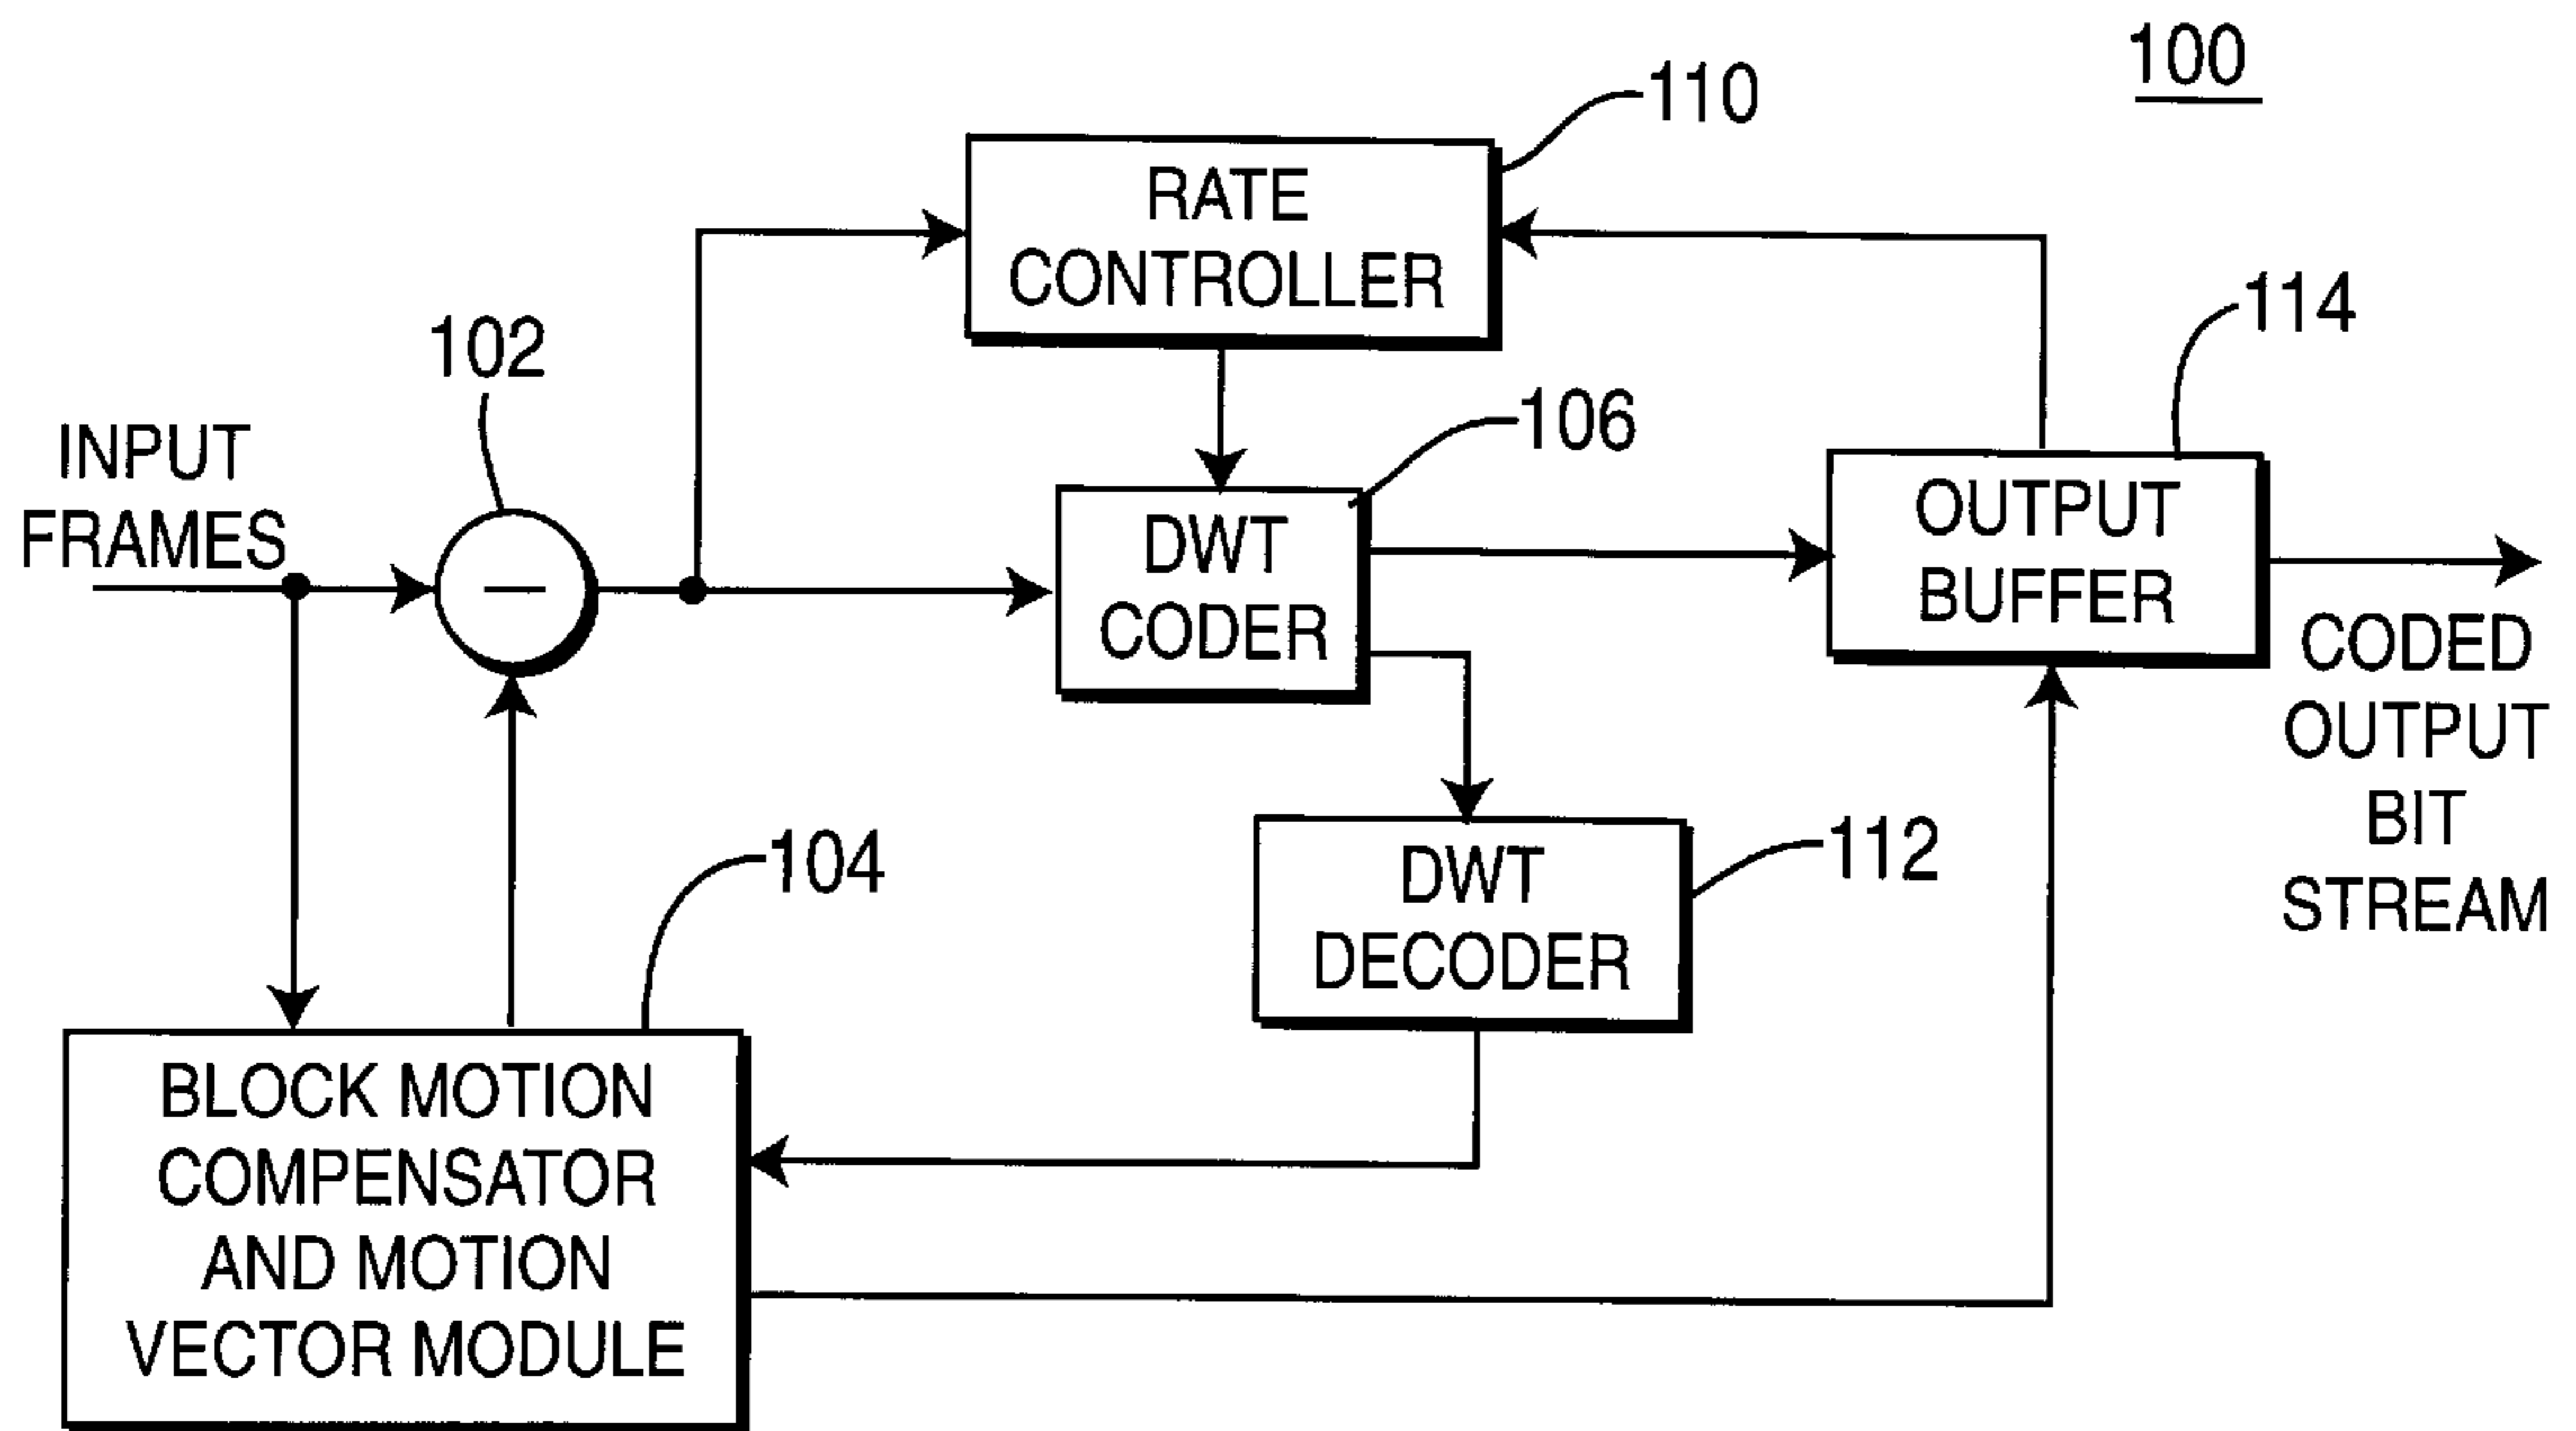 100
110
RATE
CONTROLLER
114
102
106
INPUT
FRAMES
DWT
CODER
OUTPUT
BUFFER
CODED
OUTPUT
BIT
STREAM
104
112
DWT
DECODER
BLOCK MOTION
COMPENSATOR
AND MOTION
VECTOR MODULE